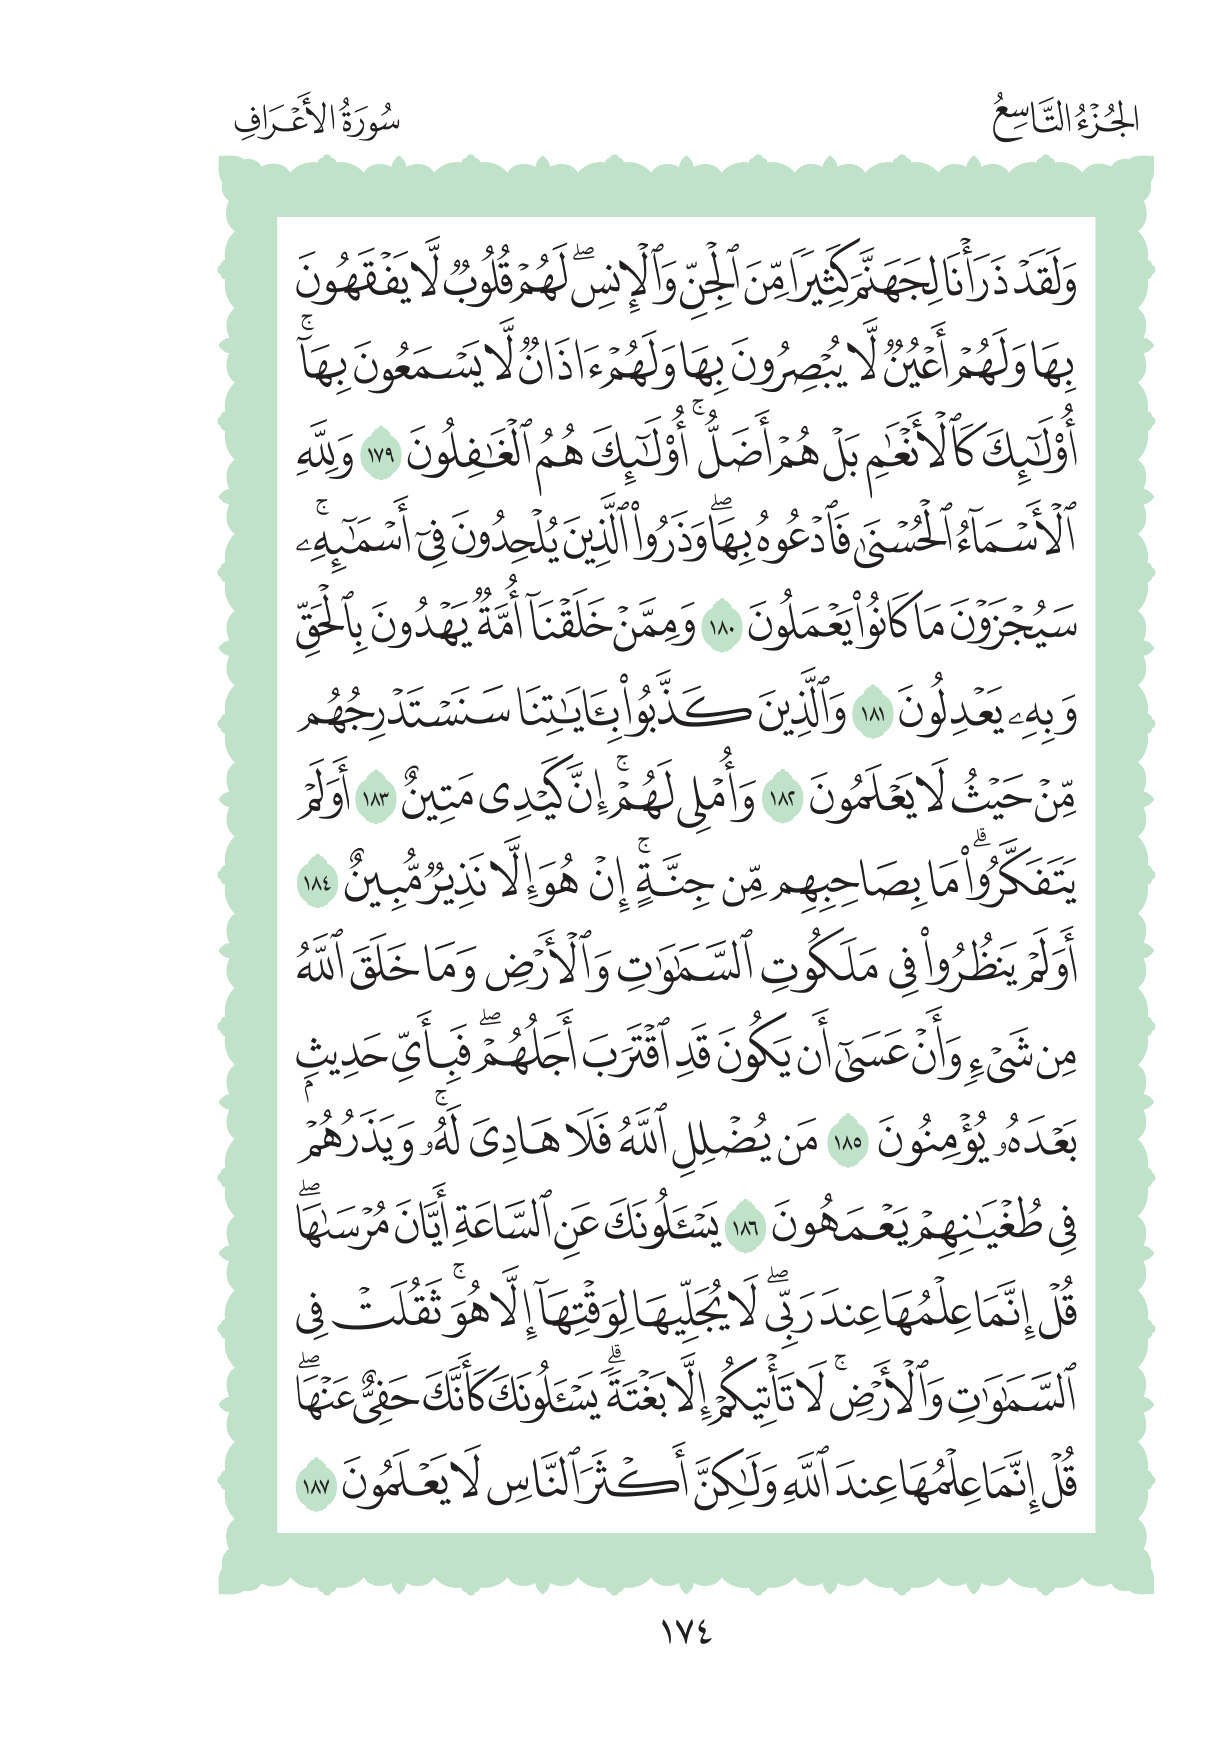 الجُزْءُ التَّاسِعُ
سُورَةُ الأَعْرَافِ
وَلَقَدْ ذَرَأْنَا لِجَهَنَّمَ كَثِيرًا مِّنَ ٱلْجِنِّ وَٱلْإِنسِ ۖ لَهُمْ قُلُوبٌ لَّا يَفْقَهُونَ
بِهَا وَلَهُمْ أَعْيُنٌ لَّا يُبْصِرُونَ بِهَا وَلَهُمْ ءَاذَانٌ لَّا يَسْمَعُونَ بِهَآ ۚ
أُو۟لَـٰٓئِكَ كَٱلْأَنْعَـٰمِ بَلْ هُمْ أَضَلُّ ۚ أُو۟لَـٰٓئِكَ هُمُ ٱلْغَـٰفِلُونَ ١٧٩ وَلِلَّهِ
ٱلْأَسْمَآءُ ٱلْحُسْنَىٰ فَٱدْعُوهُ بِهَا ۖ وَذَرُوا۟ ٱلَّذِينَ يُلْحِدُونَ فِىٓ أَسْمَـٰٓئِهِۦ ۚ
سَيُجْزَوْنَ مَا كَانُوا۟ يَعْمَلُونَ ١٨٠ وَمِمَّنْ خَلَقْنَآ أُمَّةٌ يَهْدُونَ بِٱلْحَقِّ
وَبِهِۦ يَعْدِلُونَ ١٨١ وَٱلَّذِينَ كَذَّبُوا۟ بِـَٔايَـٰتِنَا سَنَسْتَدْرِجُهُم
مِّنْ حَيْثُ لَا يَعْلَمُونَ ١٨٢ وَأُمْلِى لَهُمْ ۚ إِنَّ كَيْدِى مَتِينٌ ١٨٣ أَوَلَمْ
يَتَفَكَّرُوا۟ ۗ مَا بِصَاحِبِهِم مِّن جِنَّةٍ ۚ إِنْ هُوَ إِلَّا نَذِيرٌ مُّبِينٌ ١٨٤
أَوَلَمْ يَنظُرُوا۟ فِى مَلَكُوتِ ٱلسَّمَـٰوَٰتِ وَٱلْأَرْضِ وَمَا خَلَقَ ٱللَّهُ
مِن شَىْءٍ وَأَنْ عَسَىٰٓ أَن يَكُونَ قَدِ ٱقْتَرَبَ أَجَلُهُمْ ۖ فَبِأَىِّ حَدِيثٍۭ
بَعْدَهُۥ يُؤْمِنُونَ ١٨٥ مَن يُضْلِلِ ٱللَّهُ فَلَا هَادِىَ لَهُۥ ۚ وَيَذَرُهُمْ
فِى طُغْيَـٰنِهِمْ يَعْمَهُونَ ١٨٦ يَسْـَٔلُونَكَ عَنِ ٱلسَّاعَةِ أَيَّانَ مُرْسَىٰهَا ۖ
قُلْ إِنَّمَا عِلْمُهَا عِندَ رَبِّى ۖ لَا يُجَلِّيهَا لِوَقْتِهَآ إِلَّا هُوَ ۚ ثَقُلَتْ فِى
ٱلسَّمَـٰوَٰتِ وَٱلْأَرْضِ ۚ لَا تَأْتِيكُمْ إِلَّا بَغْتَةً ۗ يَسْـَٔلُونَكَ كَأَنَّكَ حَفِىٌّ عَنْهَا ۖ
قُلْ إِنَّمَا عِلْمُهَا عِندَ ٱللَّهِ وَلَـٰكِنَّ أَكْثَرَ ٱلنَّاسِ لَا يَعْلَمُونَ ١٨٧
١٧٤